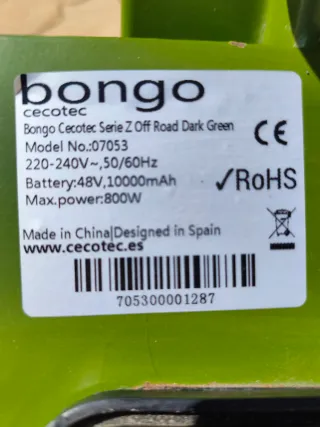 bongo
cecotec
Bongo Cecotec Serie Z Off Road Dark Green
Model No.:07053
220-240V~,50/60Hz
Battery:48V,10000mAh
Max.power:800W
CE
✓RoHS
Made in China|Designed in Spain
www.cecotec.es
705300001287